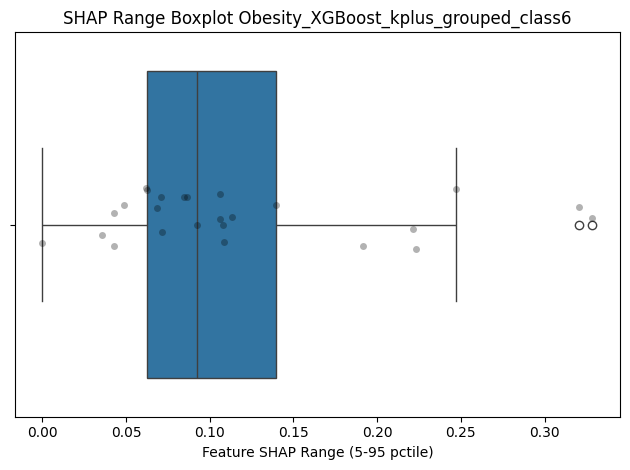 SHAP Range Boxplot Obesity_XGBoost_kplus_grouped_class6
0.00 0.05 0.10 0.15 0.20 0.25 0.30
Feature SHAP Range (5-95 pctile)